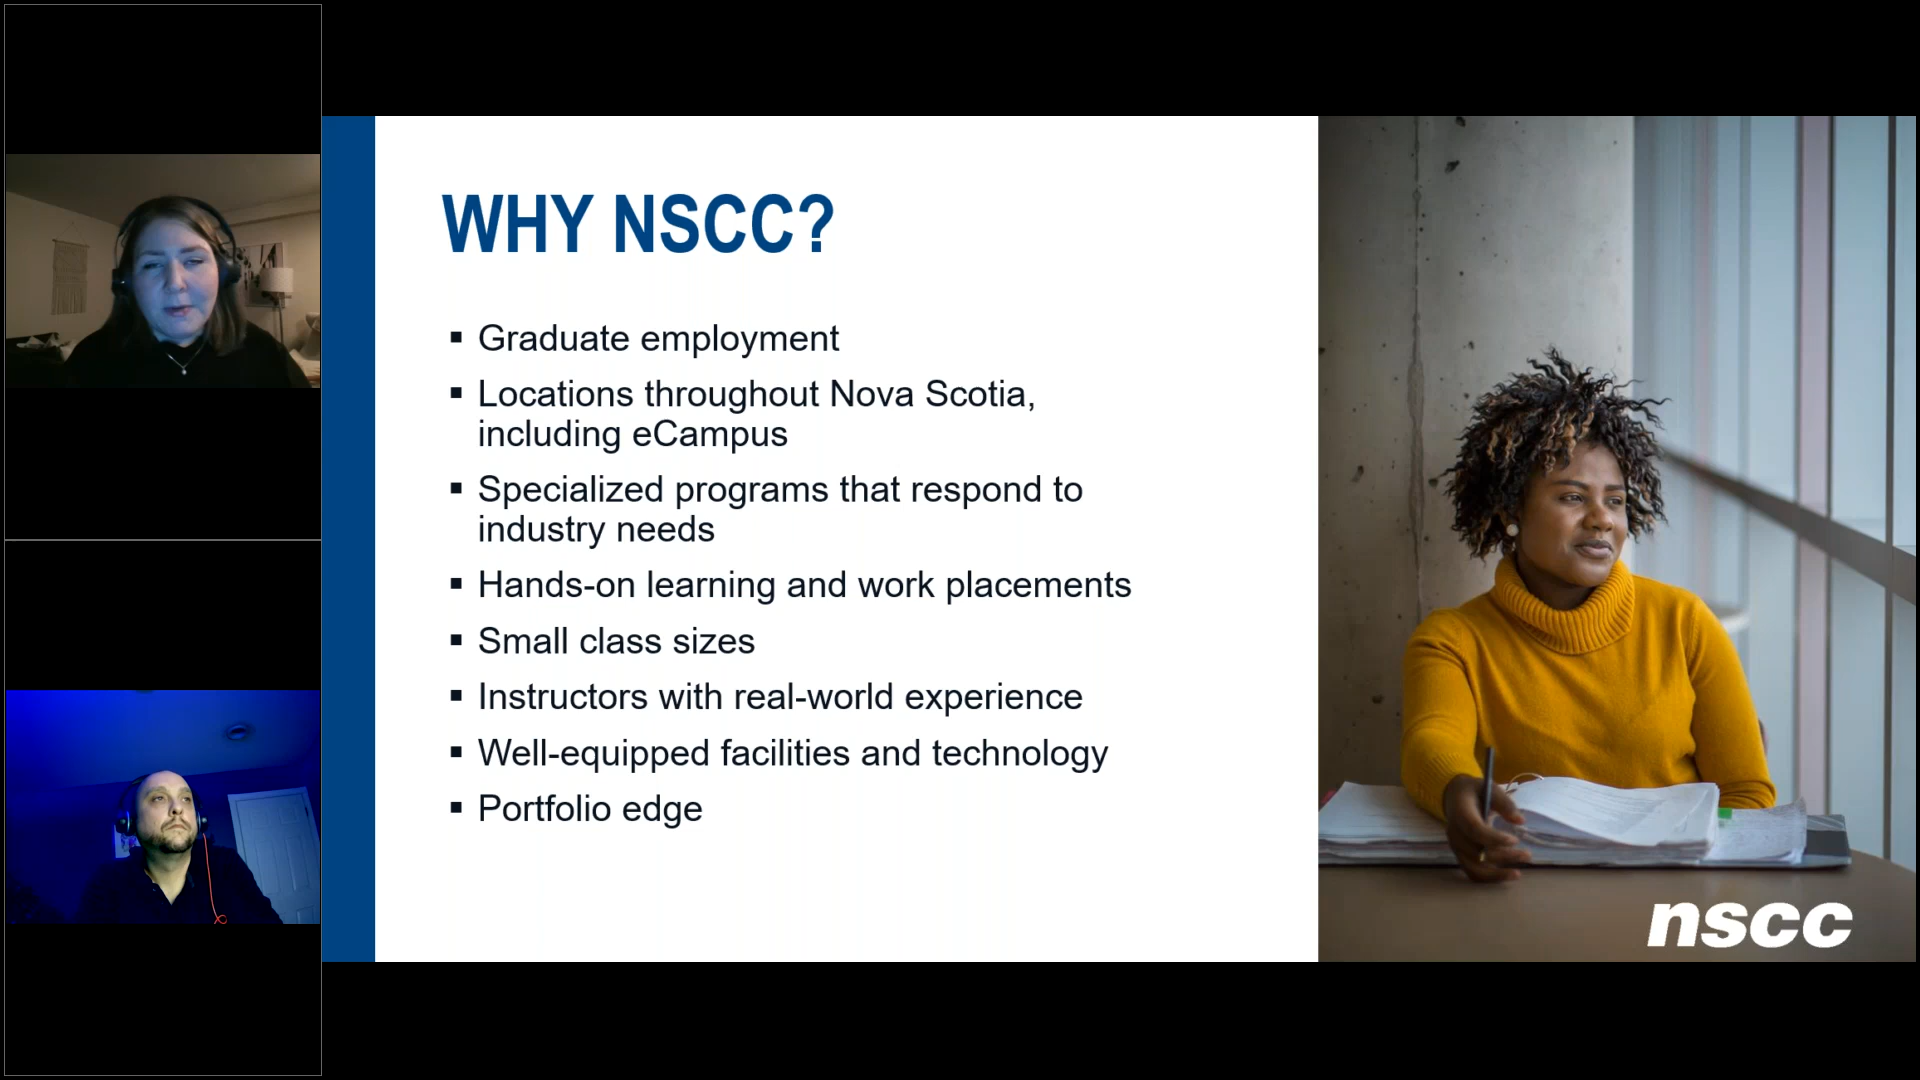 WHY NSCC?
▪ Graduate employment
▪ Locations throughout Nova Scotia,
including eCampus
▪ Specialized programs that respond to
industry needs
▪ Hands-on learning and work placements
▪ Small class sizes
▪ Instructors with real-world experience
▪ Well-equipped facilities and technology
▪ Portfolio edge
nscc